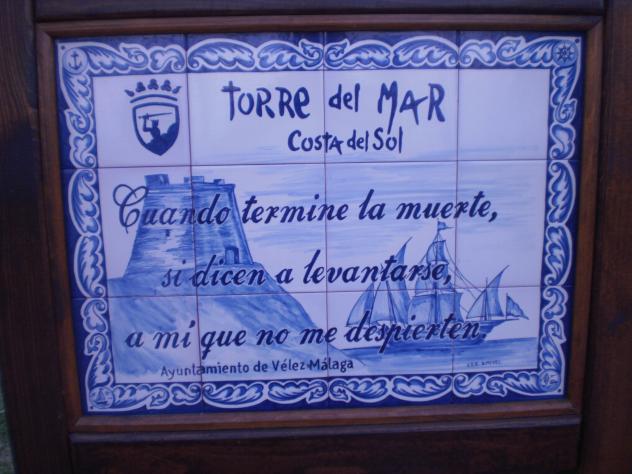 Torre del Mar
Costa del Sol
Cuando termine la muerte,
si dicen a levantarse,
a mi que no me despierten.
Ayuntamiento de Vélez-Málaga